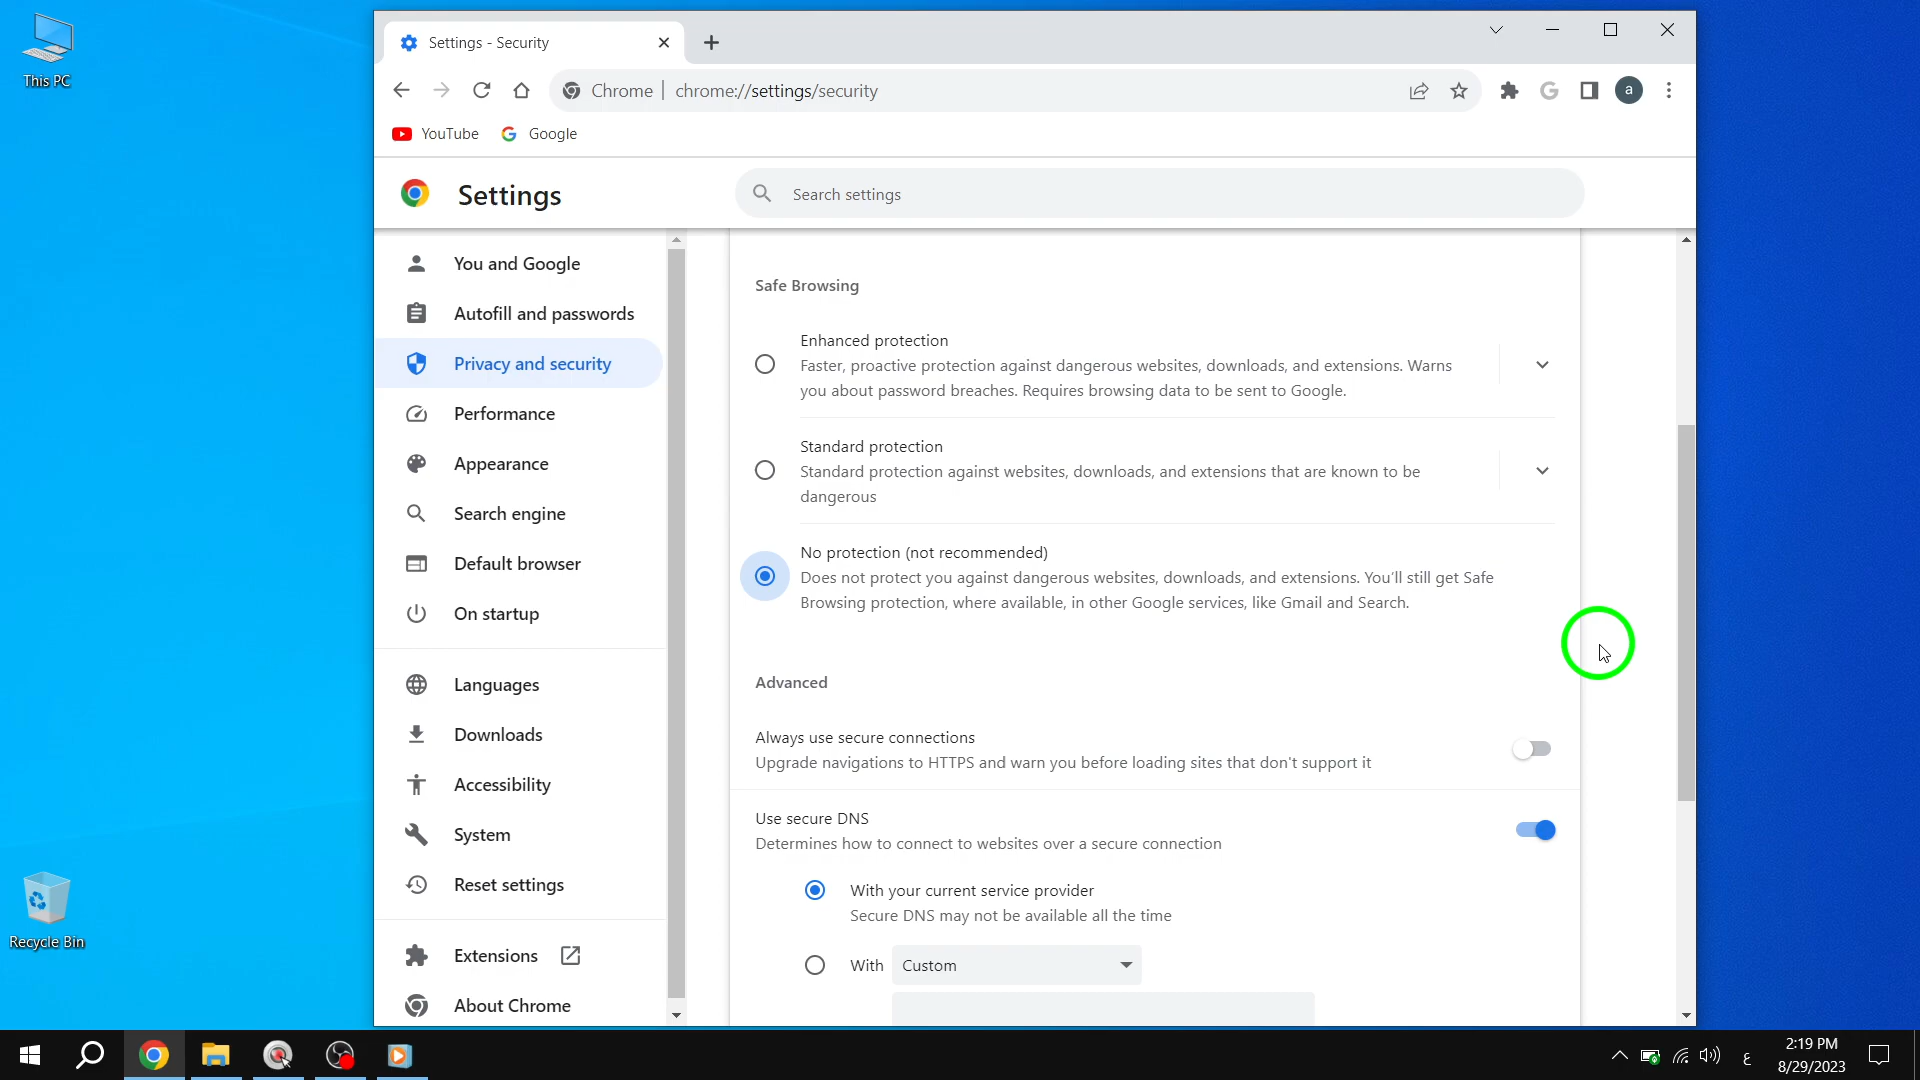 This PC
Settings - Security
Chrome | chrome://settings/security
a
YouTube
Google
Settings
Search settings
You and Google
Autofill and passwords
Privacy and security
Performance
Appearance
Search engine
Default browser
On startup
Languages
Downloads
Accessibility
System
Reset settings
Extensions
About Chrome
Safe Browsing
Enhanced protection
Faster, proactive protection against dangerous websites, downloads, and extensions. Warns
you about password breaches. Requires browsing data to be sent to Google.
Standard protection
Standard protection against websites, downloads, and extensions that are known to be
dangerous
No protection (not recommended)
Does not protect you against dangerous websites, downloads, and extensions. You’ll still get Safe
Browsing protection, where available, in other Google services, like Gmail and Search.
Advanced
Always use secure connections
Upgrade navigations to HTTPS and warn you before loading sites that don't support it
Use secure DNS
Determines how to connect to websites over a secure connection
With your current service provider
Secure DNS may not be available all the time
With Custom
Recycle Bin
ع
2:19 PM
8/29/2023